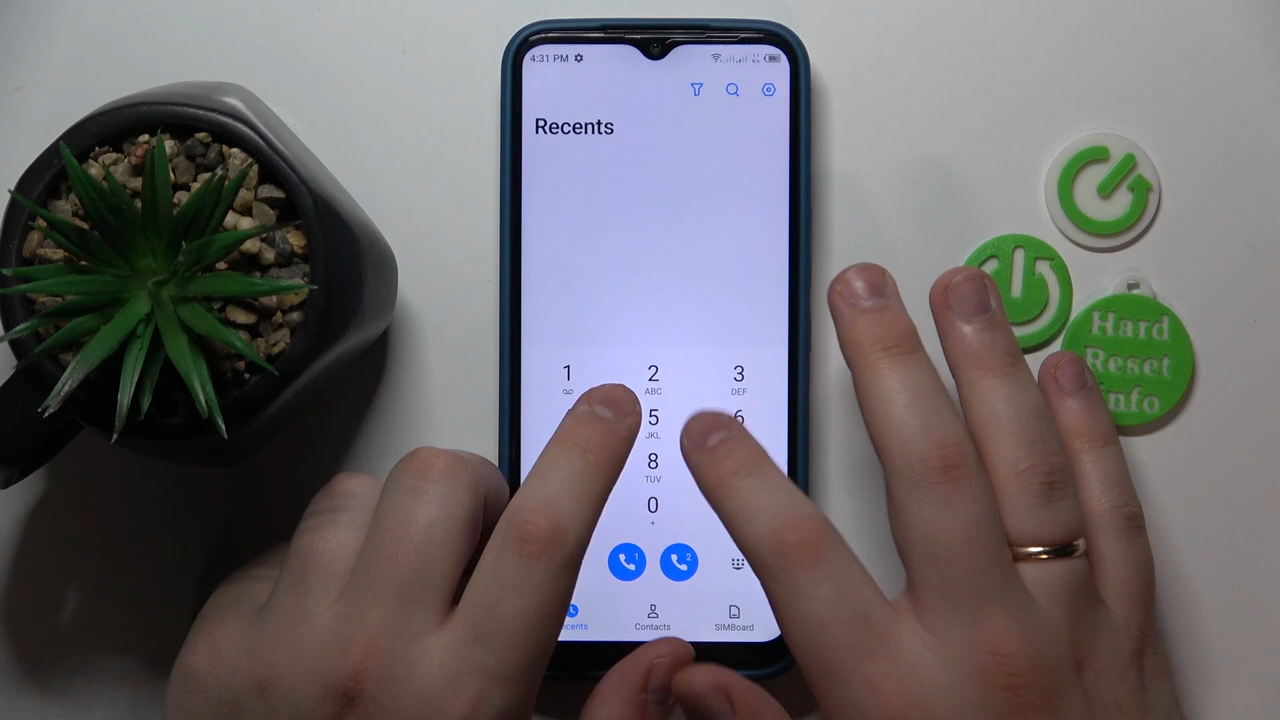 4:31 PM
Recents
1
2
ABC
3
DEF
5
JKL
6
8
TUV
0
+
1
2
Contacts
SIMBoard
Hard
Reset
Info